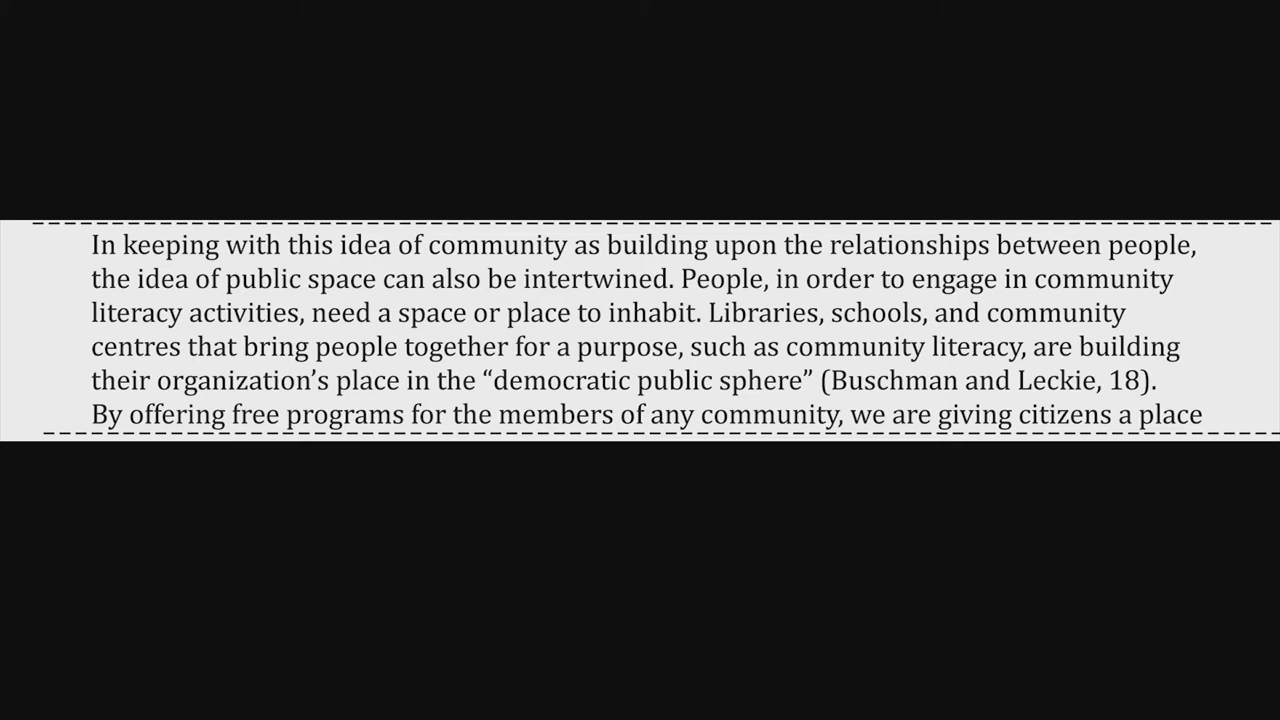 In keeping with this idea of community as building upon the relationships between people,
the idea of public space can also be intertwined. People, in order to engage in community
literacy activities, need a space or place to inhabit. Libraries, schools, and community
centres that bring people together for a purpose, such as community literacy, are building
their organization’s place in the “democratic public sphere” (Buschman and Leckie, 18).
By offering free programs for the members of any community, we are giving citizens a place